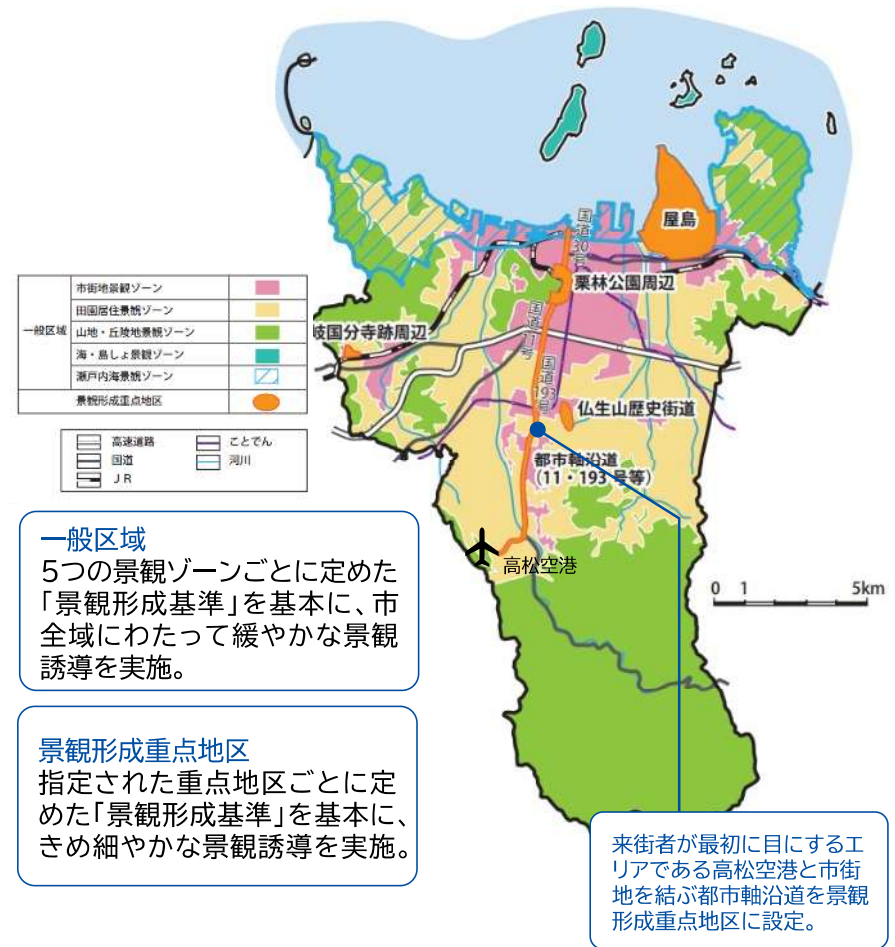 国道30号
屋島
栗林公園周辺
国道11号
岐国分寺跡周辺
国道193号
仏生山歴史街道
都市軸沿道
(11・193号等)
高松空港
0 1 5km
一般区域
市街地景観ゾーン
田園居住景観ゾーン
山地・丘陵地景観ゾーン
海・島しょ景観ゾーン
瀬戸内海景観ゾーン
景観形成重点地区
高速道路 ことでん
国道 河川
JR
一般区域
5つの景観ゾーンごとに定めた
「景観形成基準」を基本に、市
全域にわたって緩やかな景観
誘導を実施。
景観形成重点地区
指定された重点地区ごとに定
めた「景観形成基準」を基本に、
きめ細やかな景観誘導を実施。
来街者が最初に目にするエ
リアである高松空港と市街
地を結ぶ都市軸沿道を景観
形成重点地区に設定。